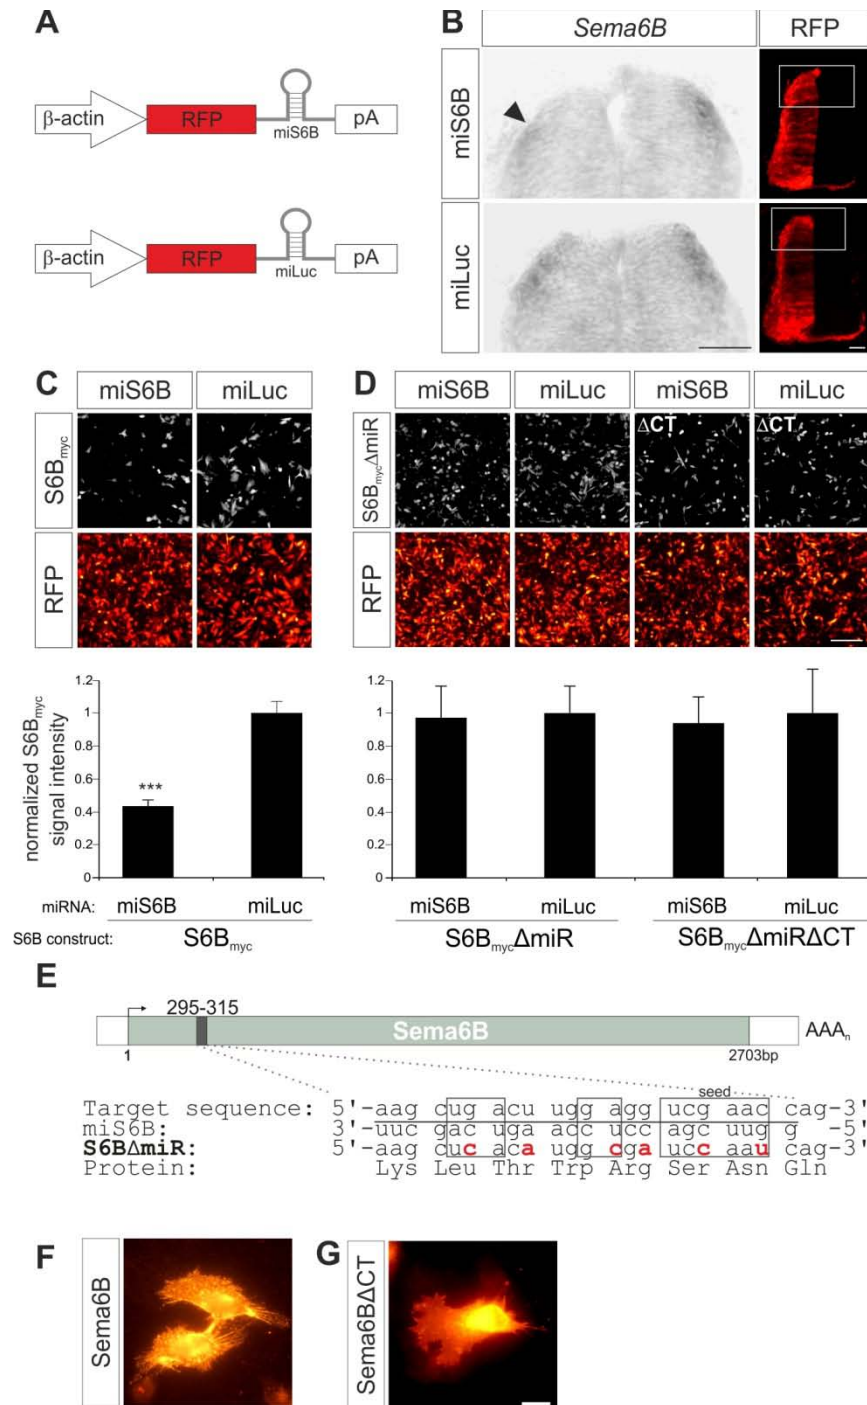 A
β-actin RFP miS6B pA
β-actin RFP miLuc pA
B
Sema6B RFP
miS6B
miLuc
C
miS6B miLuc
S6Bmyc
RFP
D
miS6B miLuc miS6B miLuc
ΔCT ΔCT
S6BmycΔmiR
RFP
normalized S6Bmyc
signal intensity
1.2
1
0.8
0.6
0.4
0.2
0
***
miRNA: miS6B miLuc
S6B construct: S6Bmyc
1.2
1
0.8
0.6
0.4
0.2
0
miS6B miLuc miS6B miLuc
S6BmycΔmiR S6BmycΔmiRΔCT
E
295-315
Sema6B AAAn
1 2703bp
seed
Target sequence: 5'-aag cug acu ugg agg ucg aac cag-3'
miS6B: 3'-uuc gac uga acc ucc agc uug g -5'
S6BΔmiR: 5'-aag cuc aca ugg cga ucc aau cag-3'
Protein: Lys Leu Thr Trp Arg Ser Asn Gln
F
Sema6B
G
Sema6BΔCT